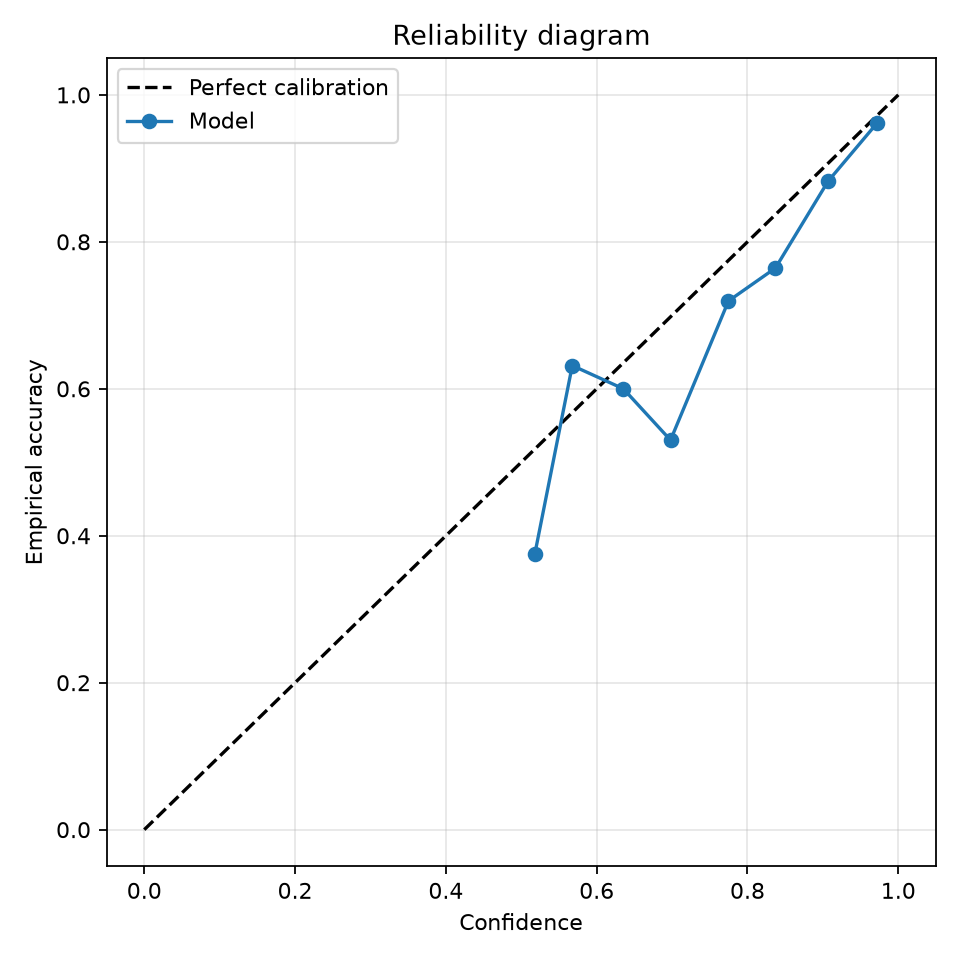 Reliability diagram
Perfect calibration
Model
1.0
0.8
0.6
0.4
0.2
0.0
Empirical accuracy
0.0 0.2 0.4 0.6 0.8 1.0
Confidence